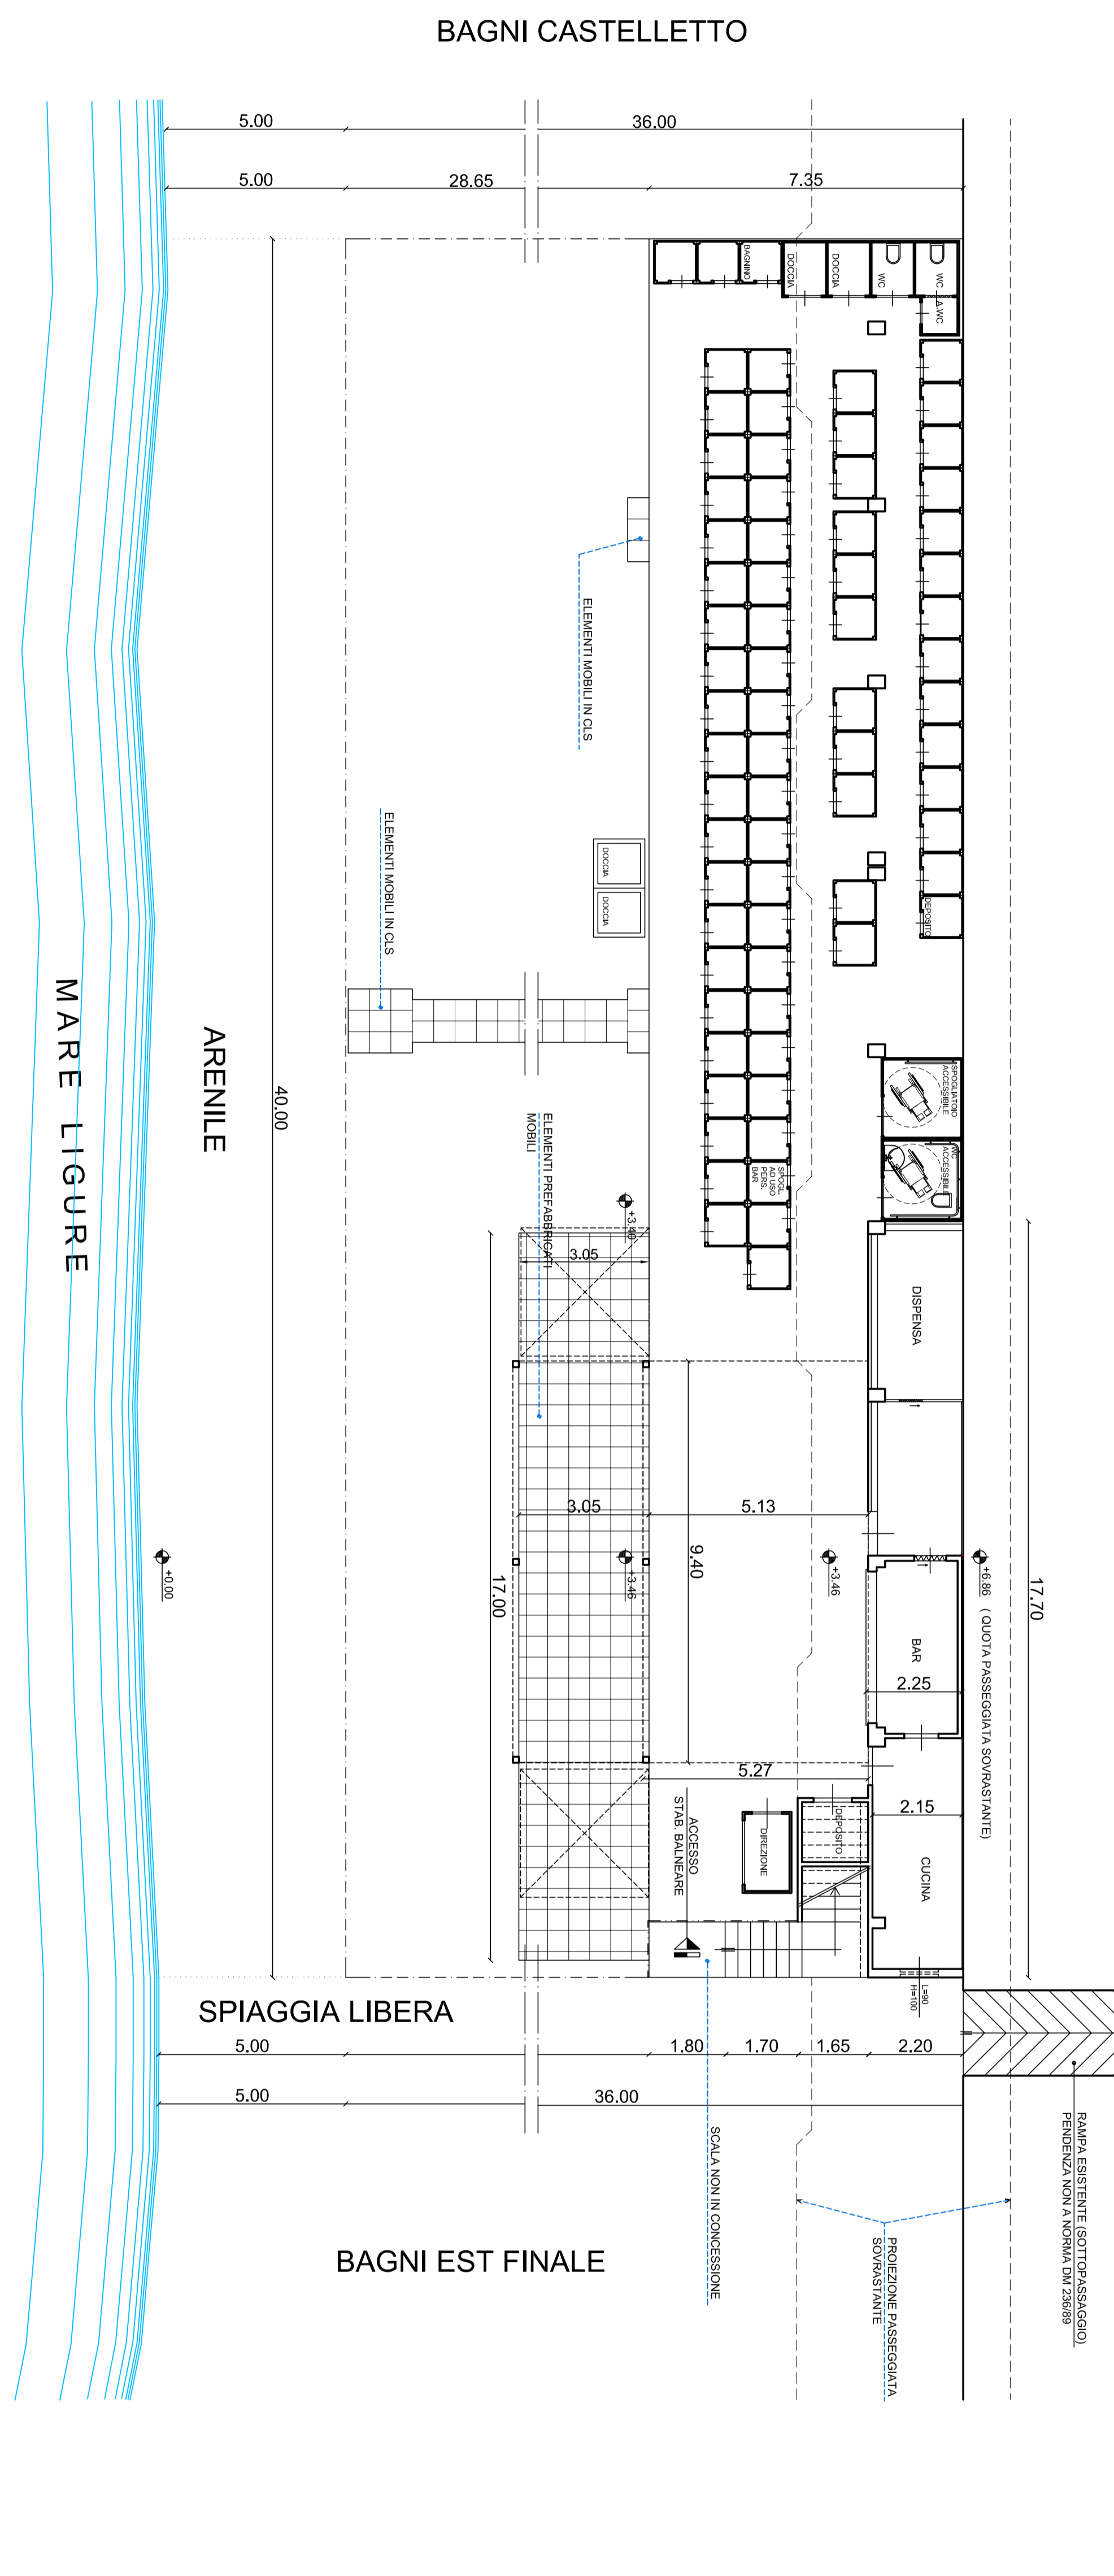 BAGNI CASTELLETTO
5.00
36.00
5.00
28.65
7.35
BAGNINO
DOCCIA
DOCCIA
WC
WC
A.WC
ELEMENTI MOBILI IN CLS
ELEMENTI MOBILI IN CLS
DOCCIA
DOCCIA
DEPOSITO
MARE LIGURE
ARENILE
40.00
SPOGLIATOIO
ACCESSIBILE
WC
ACCESSIBILE
SPOGL.
AD USO
PERS.
BAR
ELEMENTI PREFABBRICATI
MOBILI
+3.40
3.05
DISPENSA
3.05
5.13
9.40
17.00
+0.00
+3.46
+3.46
+6.86 ( QUOTA PASSEGGIATA SOVRASTANTE)
17.70
BAR
2.25
5.27
2.15
DEPOSITO
DIREZIONE
CUCINA
ACCESSO
STAB. BALNEARE
L=90
H=100
SPIAGGIA LIBERA
5.00
1.80
1.70
1.65
2.20
5.00
36.00
SCALA NON IN CONCESSIONE
RAMPA ESISTENTE (SOTTOPASSAGGIO)
PENDENZA NON A NORMA DM 236/89
PROIEZIONE PASSEGGIATA
SOVRASTANTE
BAGNI EST FINALE